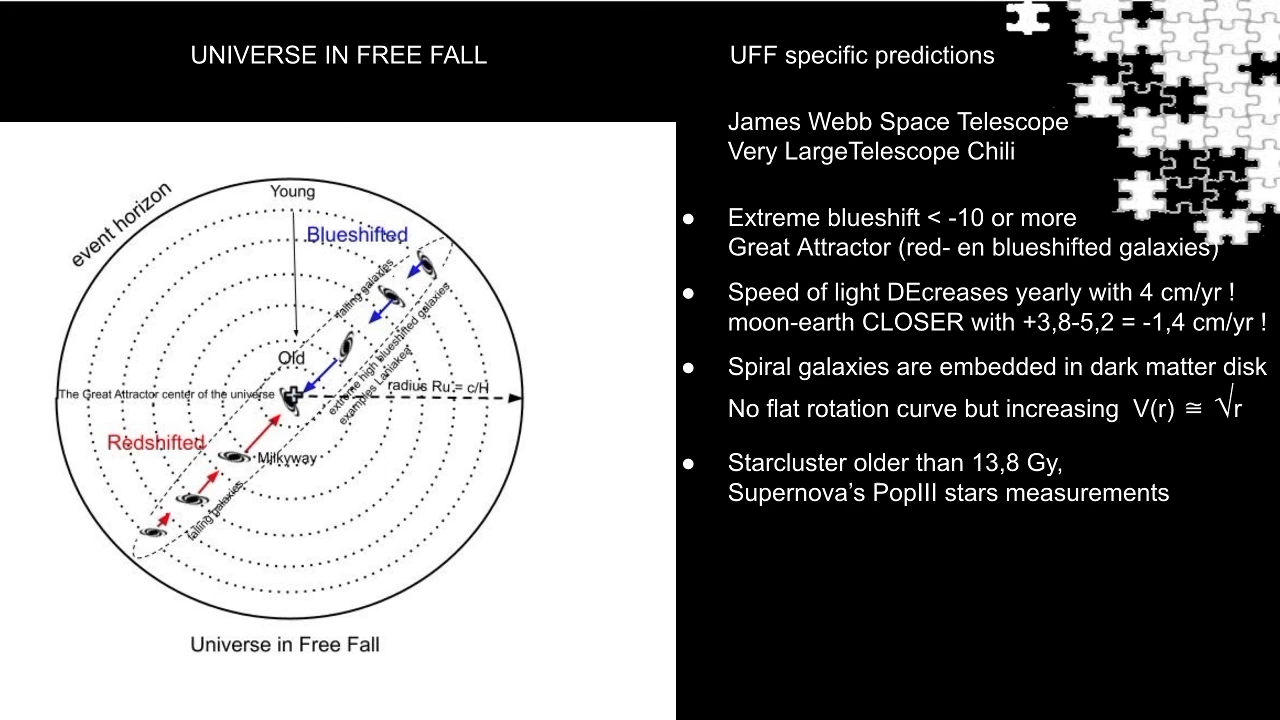 UNIVERSE IN FREE FALL
UFF specific predictions
James Webb Space Telescope
Very LargeTelescope Chili
● Extreme blueshift < -10 or more
Great Attractor (red- en blueshifted galaxies)
● Speed of light DEcreases yearly with 4 cm/yr !
moon-earth CLOSER with +3,8-5,2 = -1,4 cm/yr !
● Spiral galaxies are embedded in dark matter disk
No flat rotation curve but increasing V(r) ≅ √r
● Starcluster older than 13,8 Gy,
Supernova’s PopIII stars measurements
event horizon
Young
Blueshifted
falling galaxies
extreme high blueshifted galaxies
examples Laniakea
Old
The Great Attractor center of the universe
radius Ru = c/H
Redshifted
Milkyway
falling galaxies
Universe in Free Fall